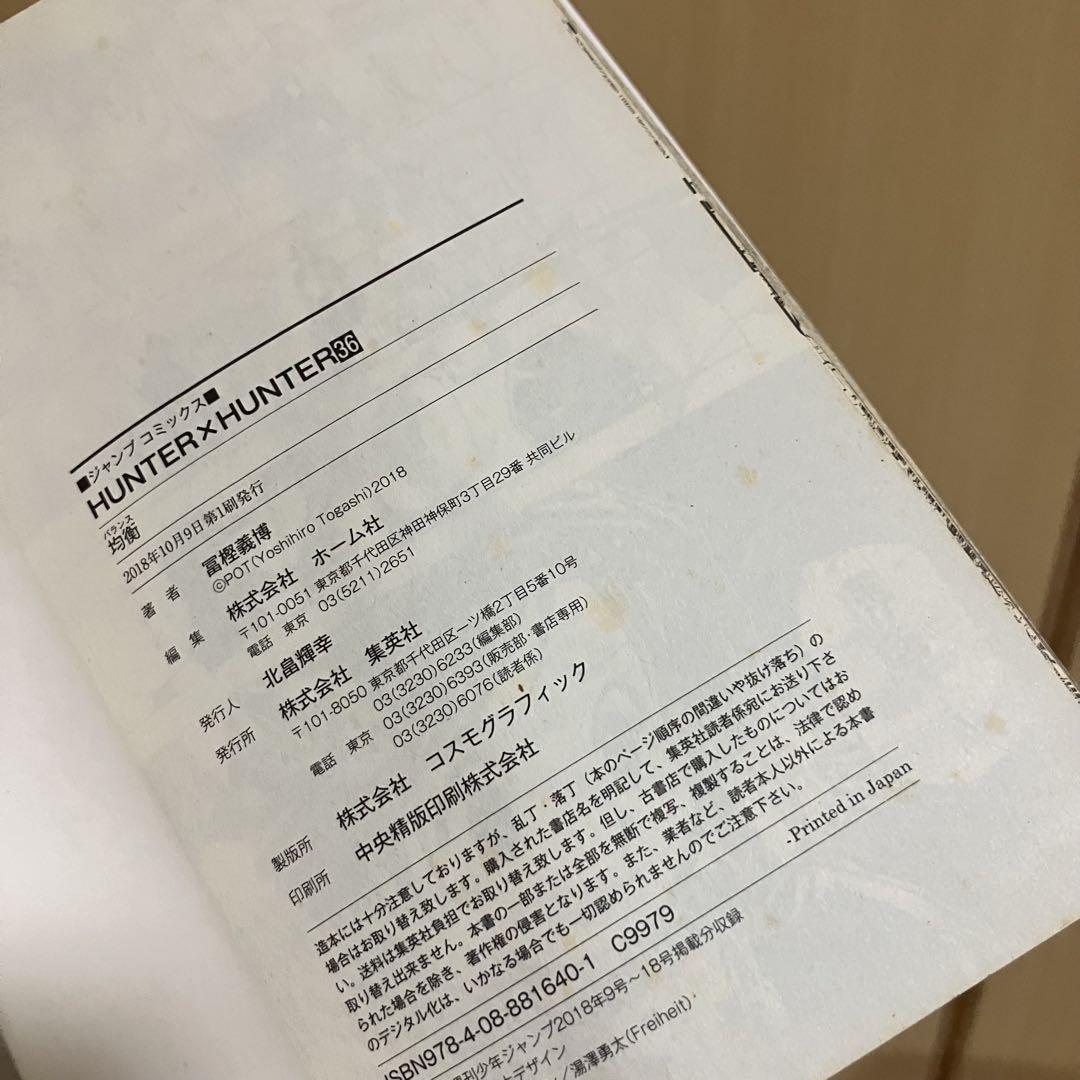 ■ジャンプ コミックス■
HUNTER×HUNTER36
バランス
均衡
2018年10月9日第1刷発行
著者 冨樫義博
©POT(Yoshihiro Togashi)2018
編集 株式会社 ホーム社
〒101-0051 東京都千代田区神田神保町3丁目29番 共同ビル
電話 東京 03(5211)2651
発行人 北畠輝幸
発行所 株式会社 集英社
〒101-8050 東京都千代田区一ツ橋2丁目5番10号
03(3230)6233(編集部)
電話 東京 03(3230)6393(販売部・書店専用)
03(3230)6076(読者係)
製版所 株式会社 コスモグラフィック
印刷所 中央精版印刷株式会社
造本には十分注意しておりますが、乱丁・落丁(本のページ順序の間違いや抜け落ち)の
場合はお取り替え致します。購入された書店名を明記して、集英社読者係宛にお送り下さ
い。送料は集英社負担でお取り替え致します。但し、古書店で購入したものについてはお
取り替え出来ません。本書の一部または全部を無断で複写、複製することは、法律で認め
られた場合を除き、著作権の侵害となります。また、業者など、読者本人以外による本書
のデジタル化は、いかなる場合でも一切認められませんのでご注意下さい。
-Printed in Japan
ISBN978-4-08-881640-1 C9979
週刊少年ジャンプ2018年9号〜18号掲載分収録
デザイン
/湯澤勇太(Freiheit)